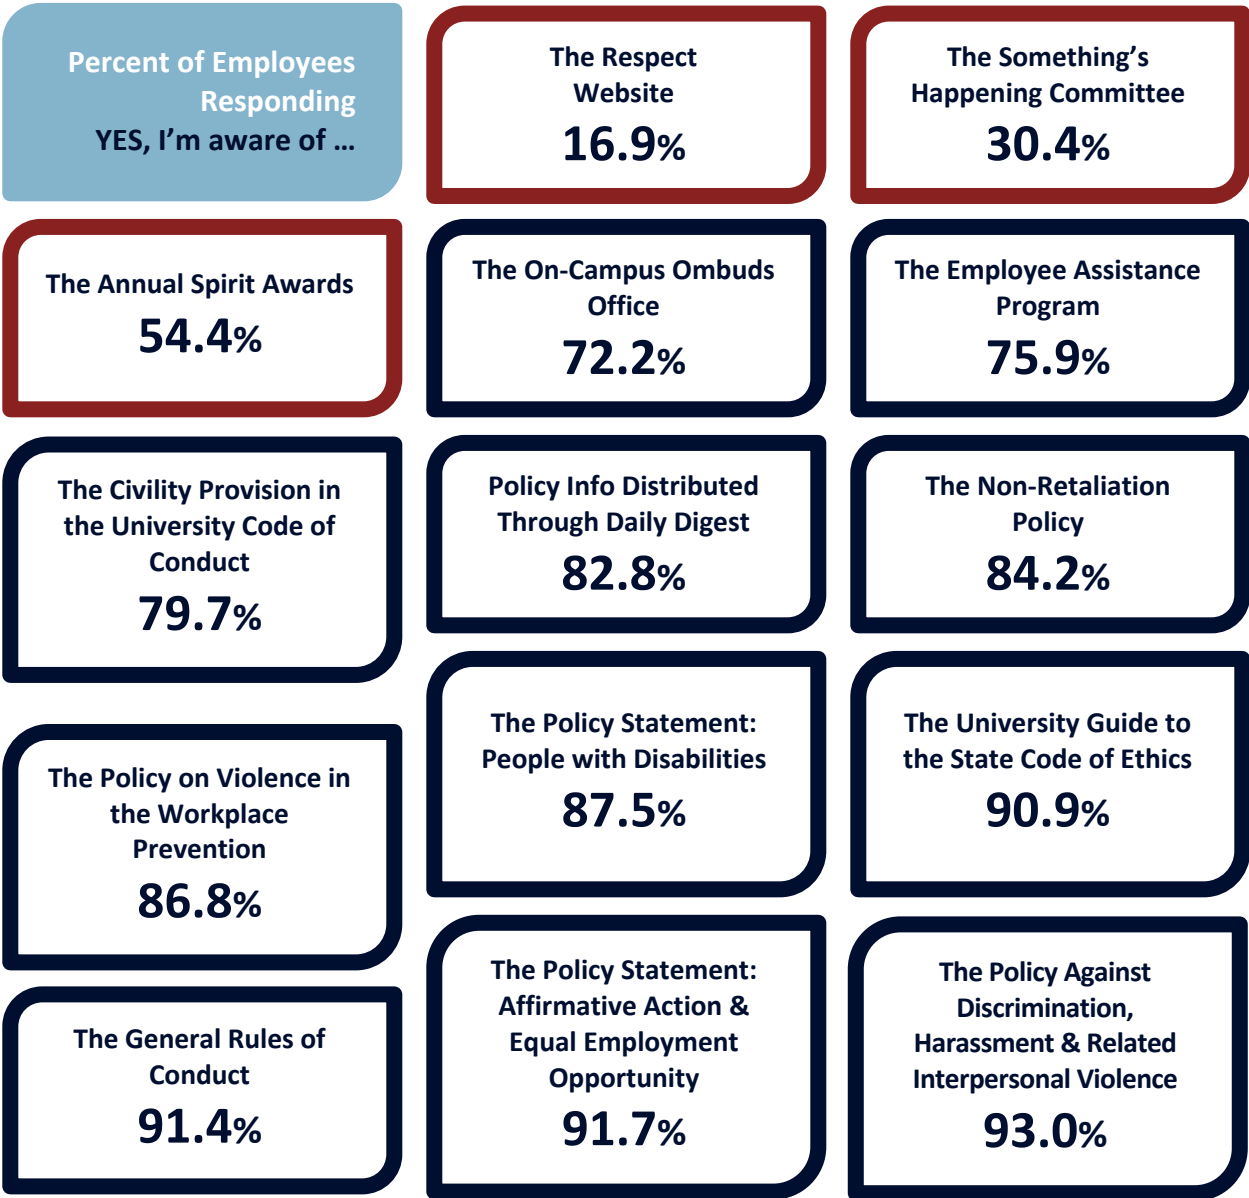 Percent of Employees
Responding
YES, I’m aware of …
The Respect
Website
16.9%
The Something’s
Happening Committee
30.4%
The Annual Spirit Awards
54.4%
The On-Campus Ombuds
Office
72.2%
The Employee Assistance
Program
75.9%
The Civility Provision in
the University Code of
Conduct
79.7%
Policy Info Distributed
Through Daily Digest
82.8%
The Non-Retaliation
Policy
84.2%
The Policy on Violence in
the Workplace
Prevention
86.8%
The Policy Statement:
People with Disabilities
87.5%
The University Guide to
the State Code of Ethics
90.9%
The General Rules of
Conduct
91.4%
The Policy Statement:
Affirmative Action &
Equal Employment
Opportunity
91.7%
The Policy Against
Discrimination,
Harassment & Related
Interpersonal Violence
93.0%